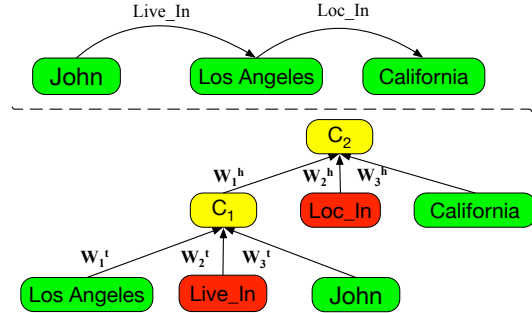 Live_In Loc_In
John Los Angeles California
C2
W1h W2h W3h
C1 Loc_In California
W1t W2t W3t
Los Angeles Live_In John